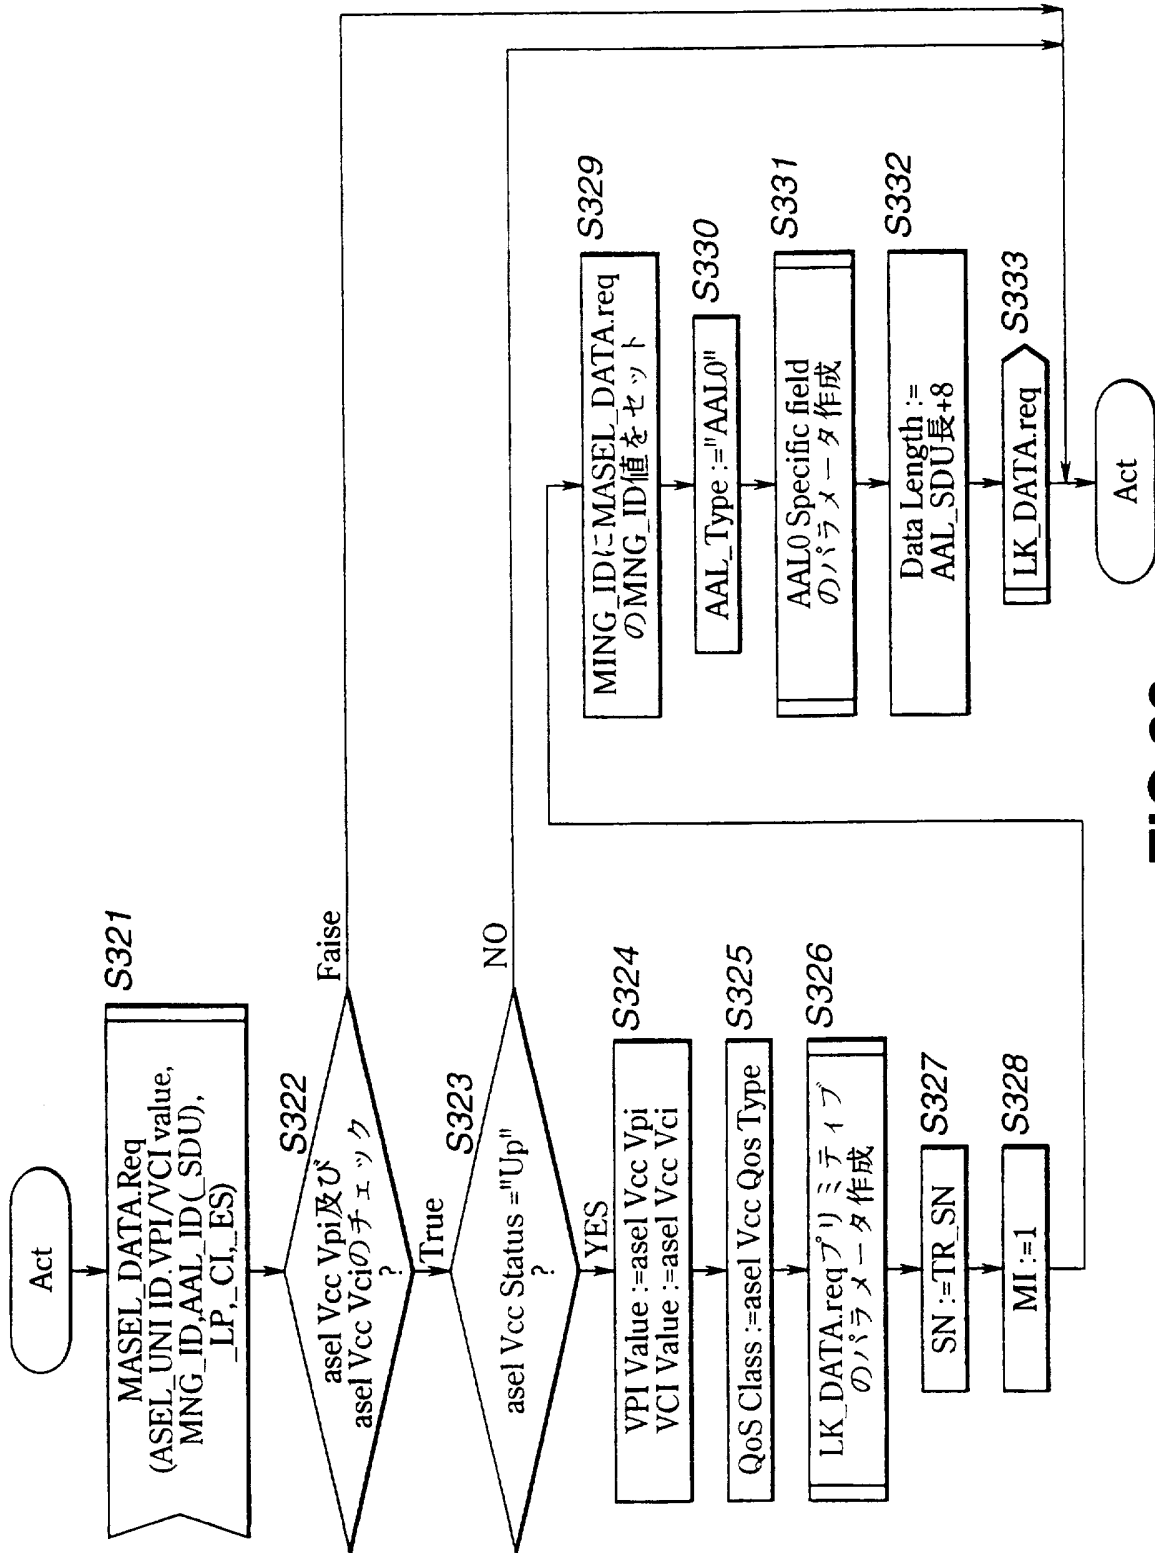 Act
MASEL_DATA.Req
(ASEL_UNI ID.VPI/VCI value,
MNG_ID,AAL_ID(_SDU),
_LP,_CI,_ES)
S321
asel Vcc Vpi及び
asel Vcc Vciのチェック
?
S322
Faise
True
asel Vcc Status ="Up"
?
S323
NO
YES
VPI Value :=asel Vcc Vpi
VCI Value :=asel Vcc Vci
S324
QoS Class :=asel Vcc Qos Type
S325
LK_DATA.reqプリミティブ
のパラメータ作成
S326
SN :=TR_SN
S327
MI :=1
S328
MING_IDにMASEL_DATA.req
のMNG_ID値をセット
S329
AAL_Type :="AAL0"
S330
AAL0 Specific field
のパラメータ作成
S331
Data Length :=
AAL_SDU長+8
S332
LK_DATA.req
S333
Act